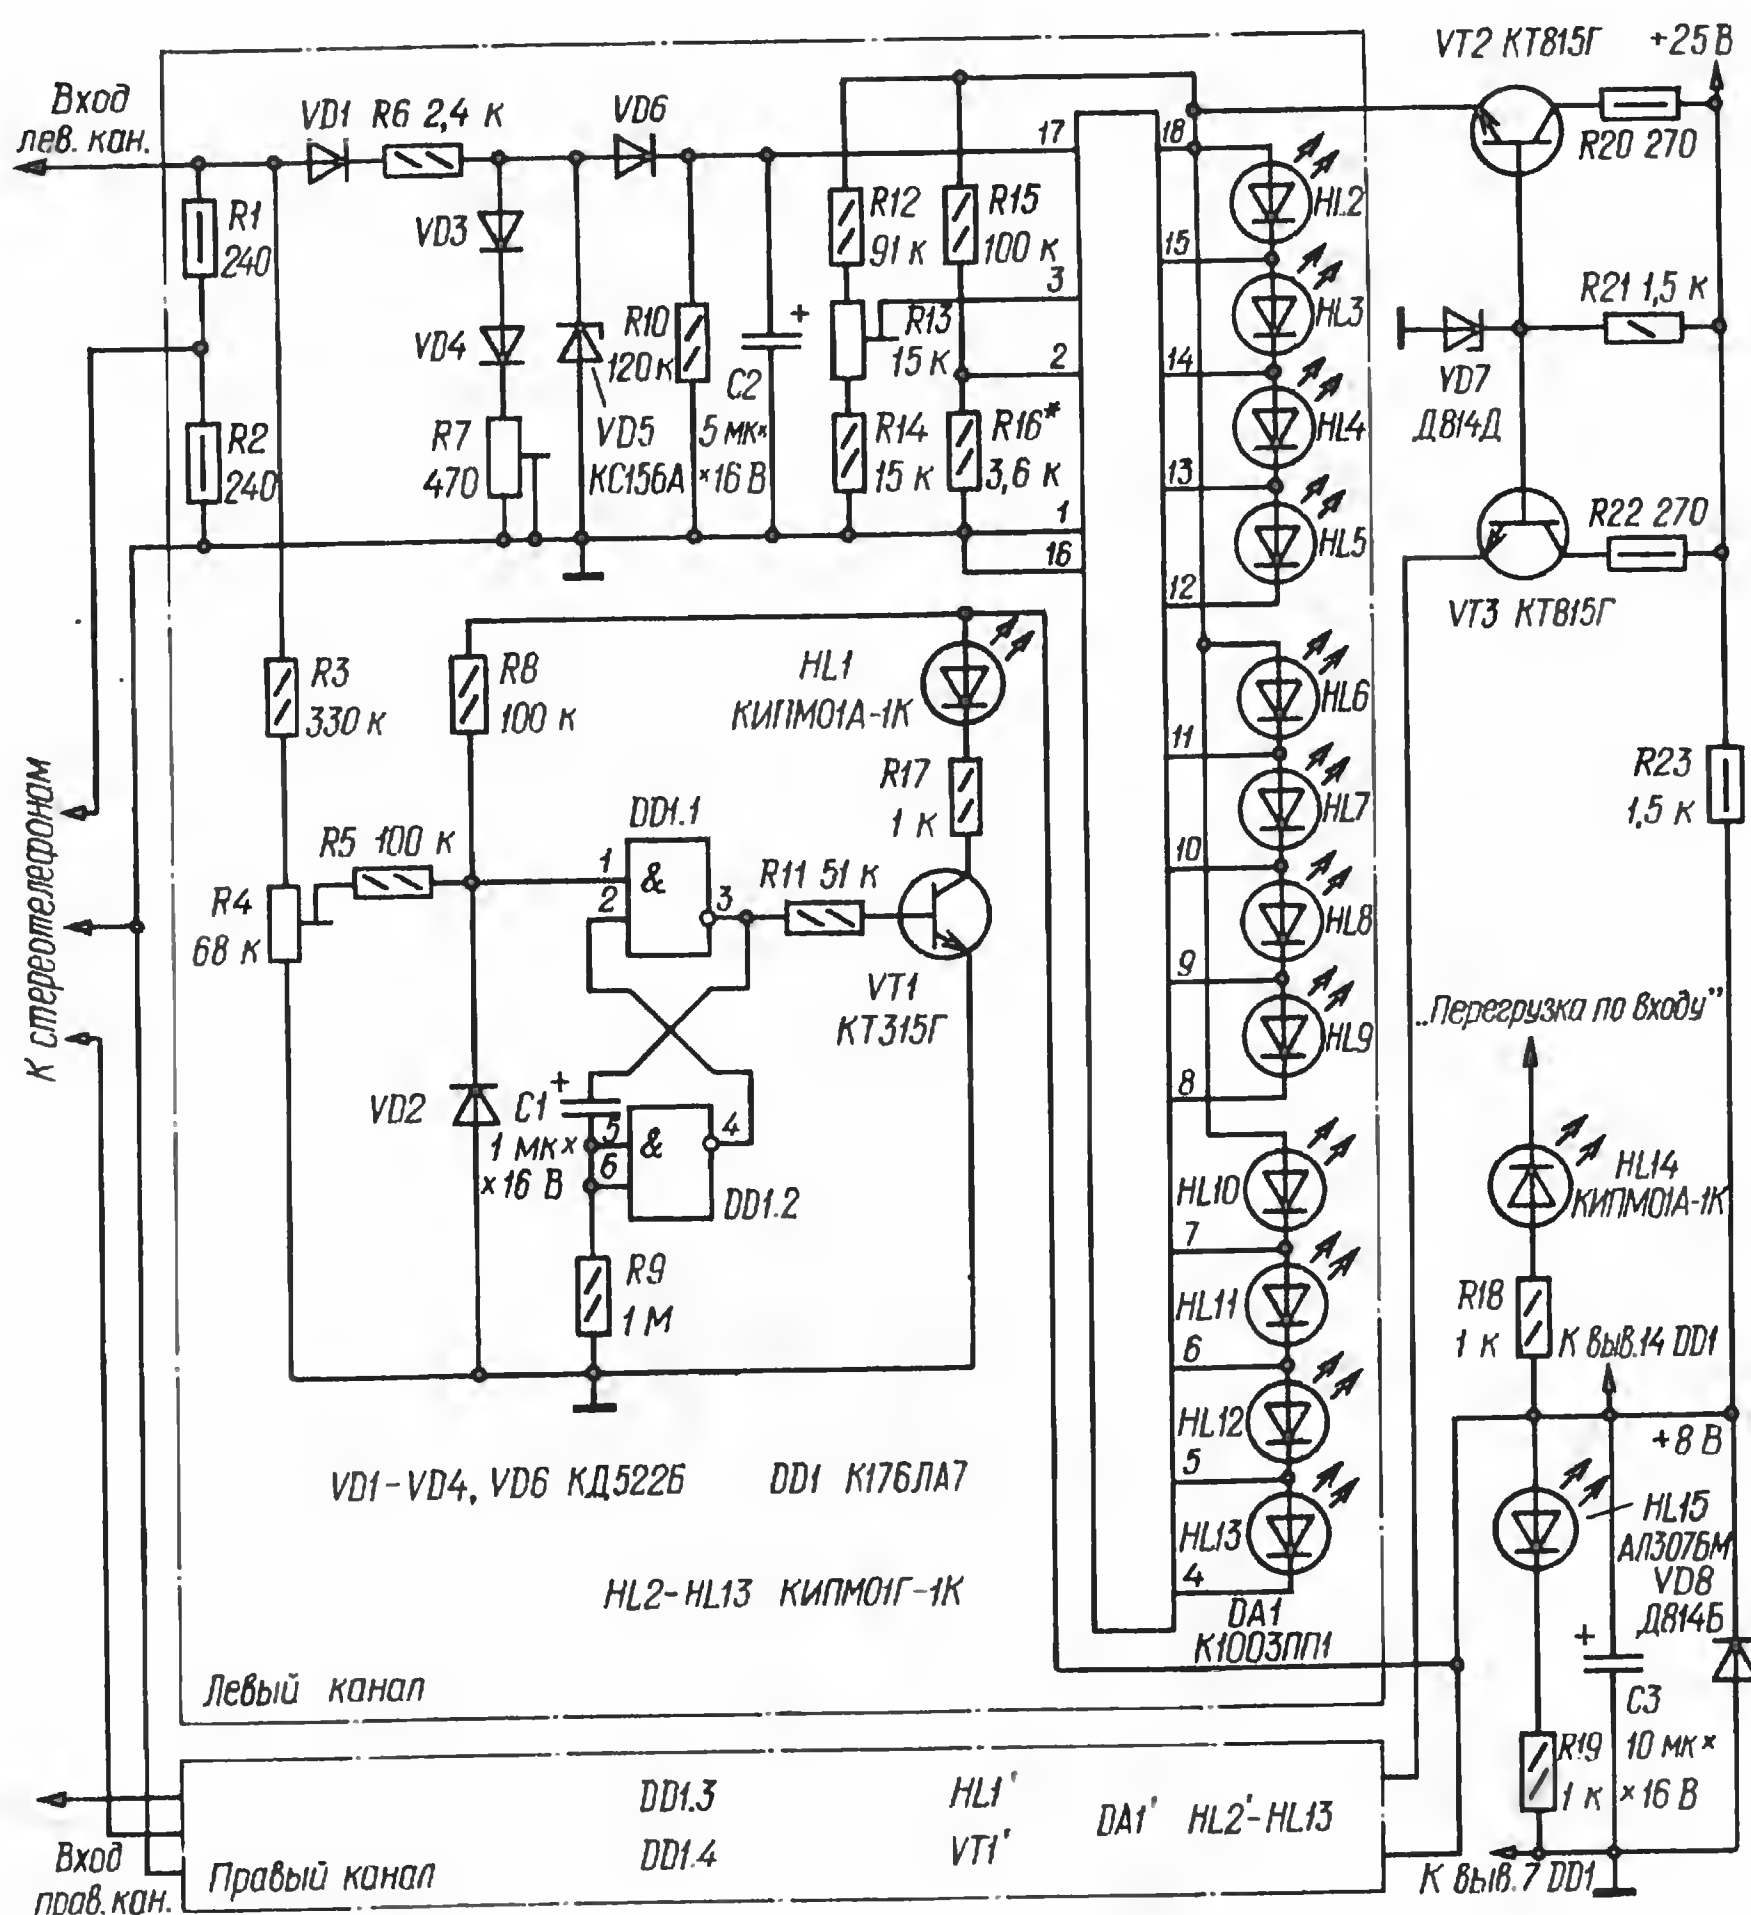 VT2 КТ815Г
+25 В
Вход
лев. кан.
VD1
R6 2,4 к
VD6
17
18
R20 270
R1
240
VD3
R12
91 к
R15
100 к
3
15
HL2
R21 1,5 к
VD4
R10
120 к
+
C2
5 мк×
×16 В
R13
15 к
2
14
HL3
VD7
Д814Д
R2
240
R7
470
VD5
КС156А
R14
15 к
R16*
3,6 к
13
HL4
1
16
12
HL5
R22 270
VT3 КТ815Г
R3
330 к
R8
100 к
HL1
КИПМ01А-1К
HL6
11
R17
1 к
HL7
R23
1,5 к
К стереотелефонам
DD1.1
R5 100 к
1
2
&
3
R11 51 к
10
R4
68 к
HL8
9
VT1
КТ315Г
HL9
„Перегрузка по входу”
8
VD2
+
C1
1 мк×
×16 В
5
6
&
4
DD1.2
HL10
7
HL14
КИПМ01А-1К
R9
1 М
HL11
R18
1 к
К выв.14 DD1
6
HL12
+8 В
VD1-VD4, VD6 КД522Б
DD1 К176ЛА7
5
HL13
HL15
АЛ307БМ
HL2-HL13 КИПМ01Г-1К
4
VD8
Д814Б
DA1
К1003ПП1
+
C3
10 мк×
×16 В
Левый канал
R19
1 к
DD1.3
HL1'
DA1' HL2'-HL13
DD1.4
VT1'
Вход
прав. кан.
Правый канал
К выв. 7 DD1